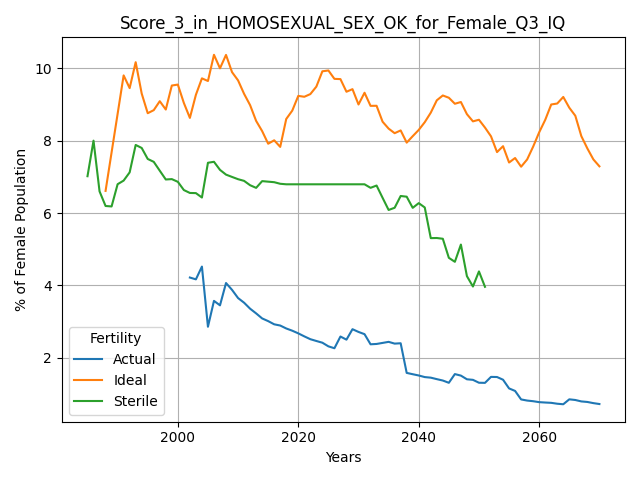 Score_3_in_HOMOSEXUAL_SEX_OK_for_Female_Q3_IQ
% of Female Population
10
8
6
4
2
Fertility
Actual
Ideal
Sterile
2000 2020 2040 2060
Years